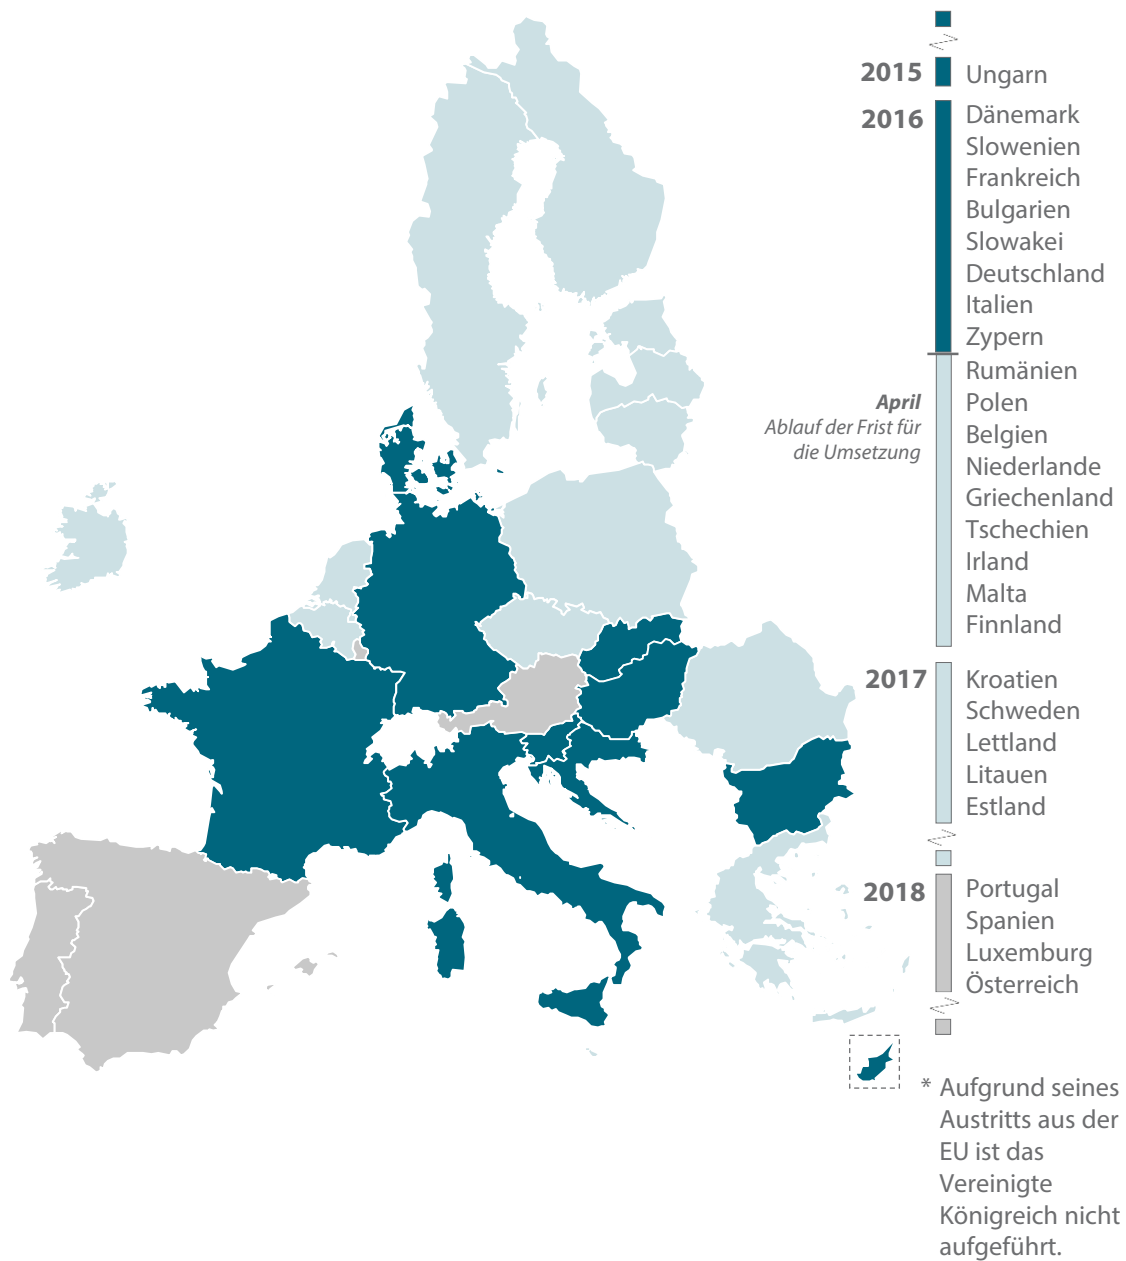 2015
Ungarn
2016
Dänemark
Slowenien
Frankreich
Bulgarien
Slowakei
Deutschland
Italien
Zypern
April
Ablauf der Frist für
die Umsetzung
Rumänien
Polen
Belgien
Niederlande
Griechenland
Tschechien
Irland
Malta
Finnland
2017
Kroatien
Schweden
Lettland
Litauen
Estland
2018
Portugal
Spanien
Luxemburg
Österreich
* Aufgrund seines
Austritts aus der
EU ist das
Vereinigte
Königreich nicht
aufgeführt.